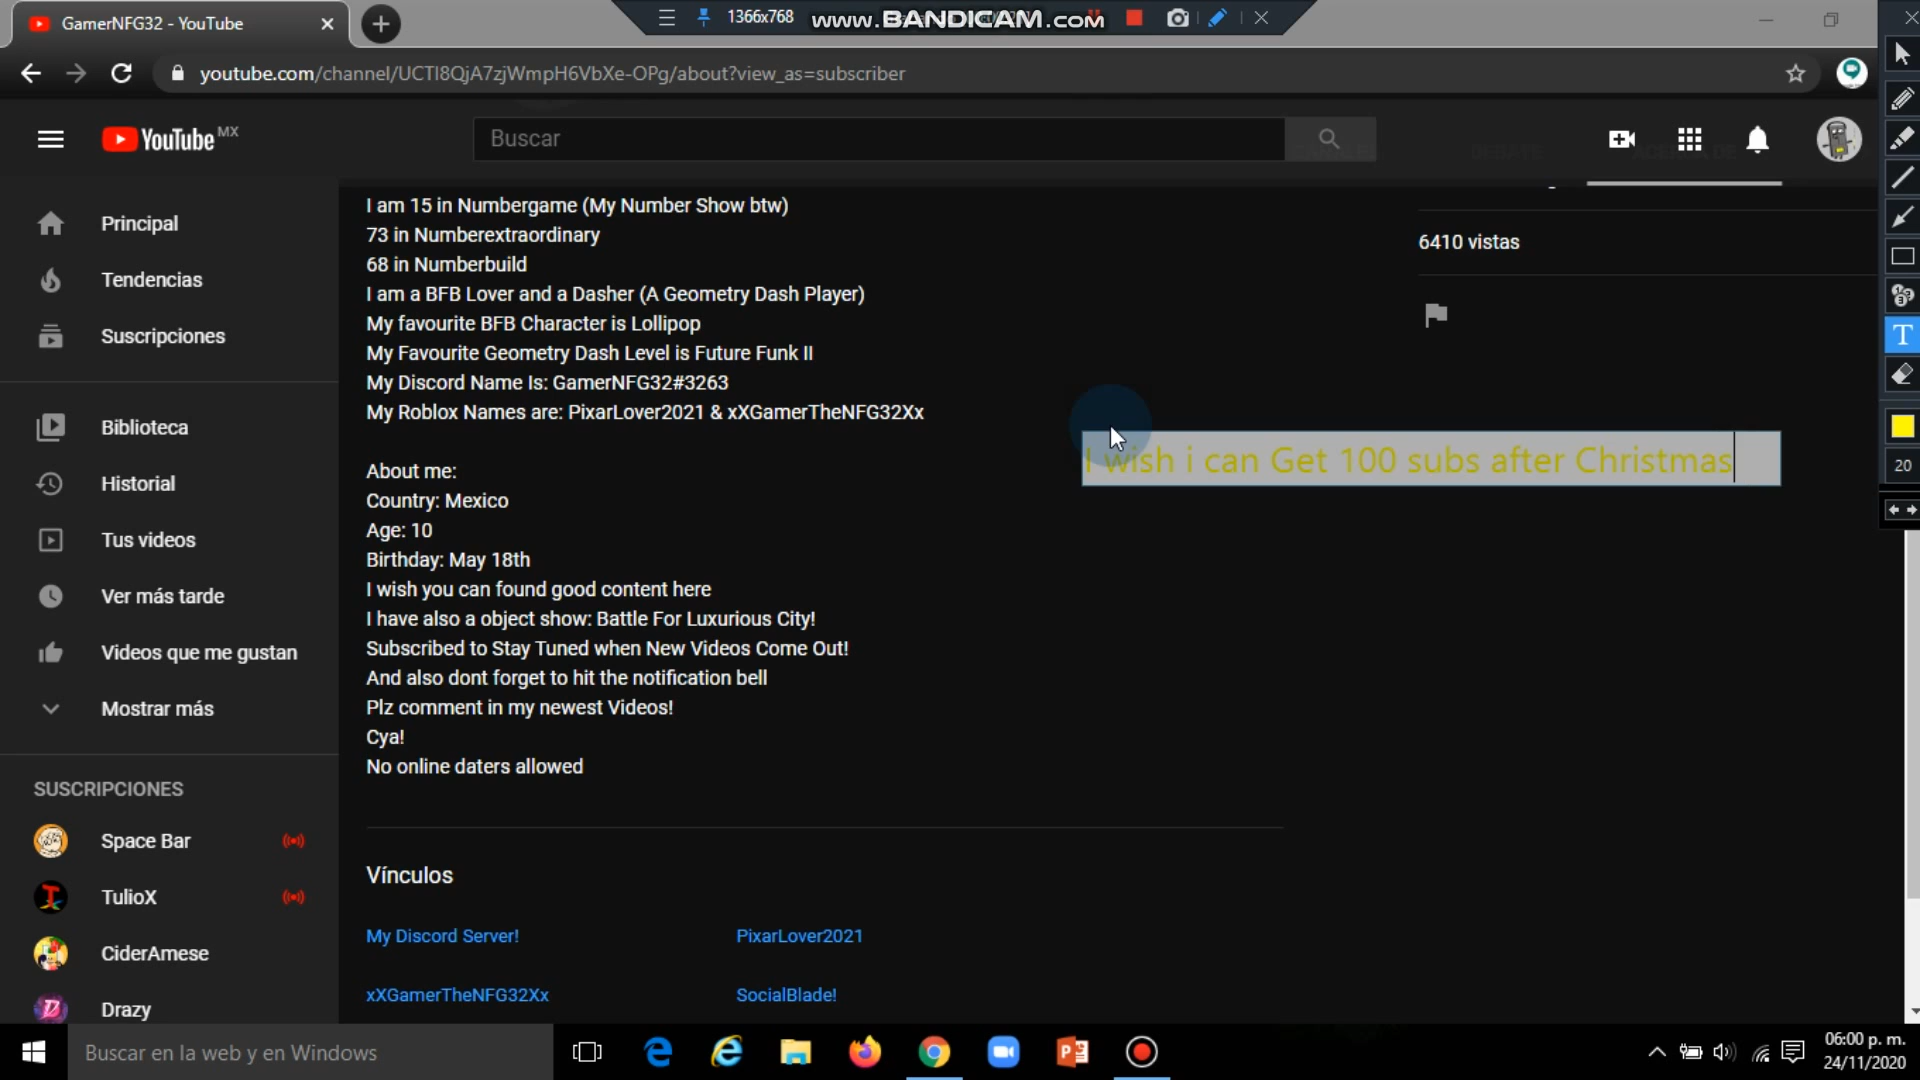 GamerNFG32 - YouTube
1366x768
www.BANDICAM.com
youtube.com/channel/UCTI8QjA7zjWmpH6VbXe-OPg/about?view_as=subscriber
YouTube MX
Buscar
Principal
Tendencias
Suscripciones
Biblioteca
Historial
Tus videos
Ver más tarde
Videos que me gustan
Mostrar más
SUSCRIPCIONES
Space Bar
TulioX
CiderAmese
Drazy
I am 15 in Numbergame (My Number Show btw)
73 in Numberextraordinary
68 in Numberbuild
I am a BFB Lover and a Dasher (A Geometry Dash Player)
My favourite BFB Character is Lollipop
My Favourite Geometry Dash Level is Future Funk II
My Discord Name Is: GamerNFG32#3263
My Roblox Names are: PixarLover2021 & xXGamerTheNFG32Xx
About me:
Country: Mexico
Age: 10
Birthday: May 18th
I wish you can found good content here
I have also a object show: Battle For Luxurious City!
Subscribed to Stay Tuned when New Videos Come Out!
And also dont forget to hit the notification bell
Plz comment in my newest Videos!
Cya!
No online daters allowed
Vínculos
My Discord Server!
PixarLover2021
xXGamerTheNFG32Xx
SocialBlade!
6410 vistas
I wish i can Get 100 subs after Christmas
T
20
Buscar en la web y en Windows
06:00 p. m.
24/11/2020